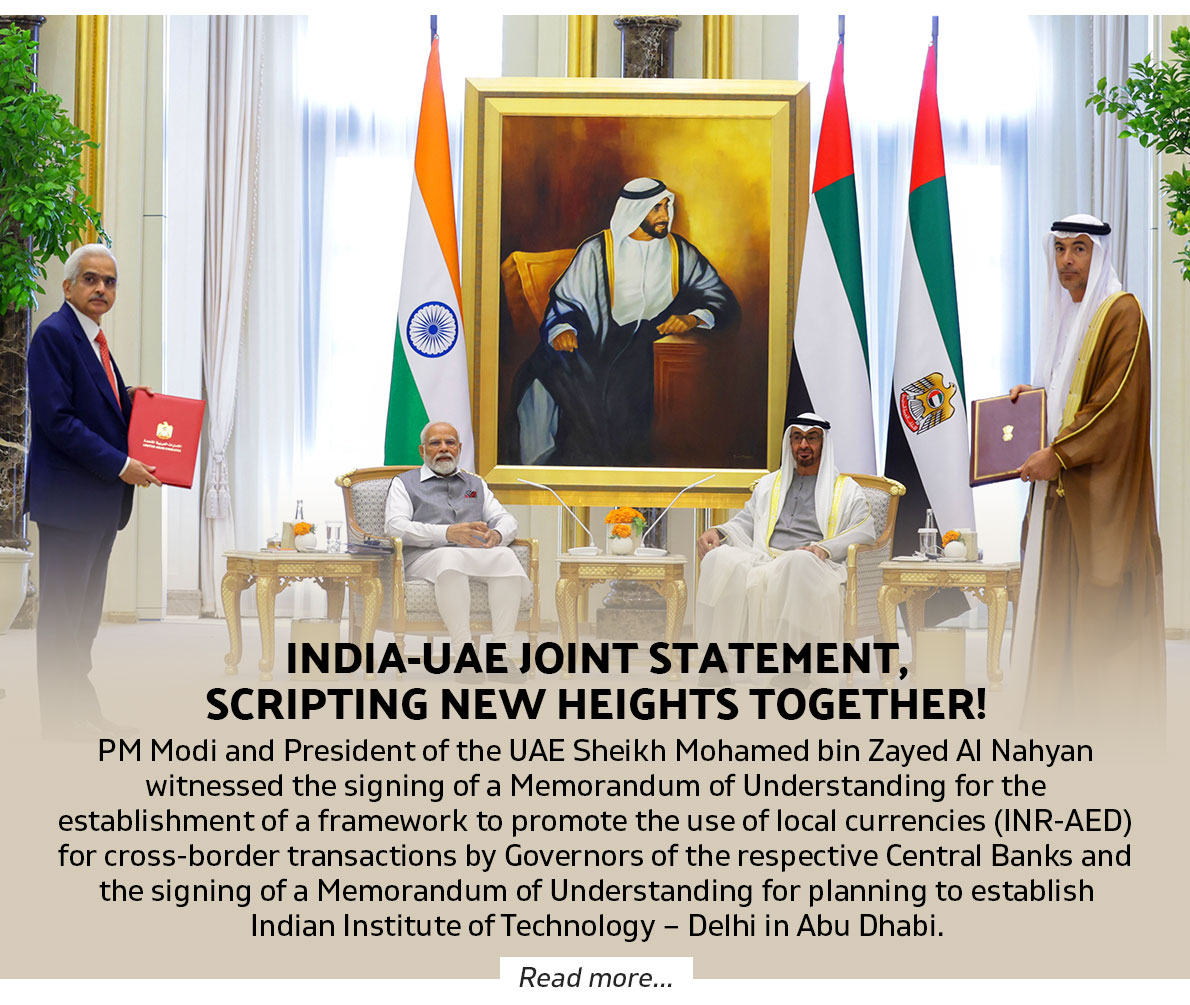 INDIA-UAE JOINT STATEMENT,
SCRIPTING NEW HEIGHTS TOGETHER!
PM Modi and President of the UAE Sheikh Mohamed bin Zayed Al Nahyan
witnessed the signing of a Memorandum of Understanding for the
establishment of a framework to promote the use of local currencies (INR-AED)
for cross-border transactions by Governors of the respective Central Banks and
the signing of a Memorandum of Understanding for planning to establish
Indian Institute of Technology – Delhi in Abu Dhabi.
Read more...